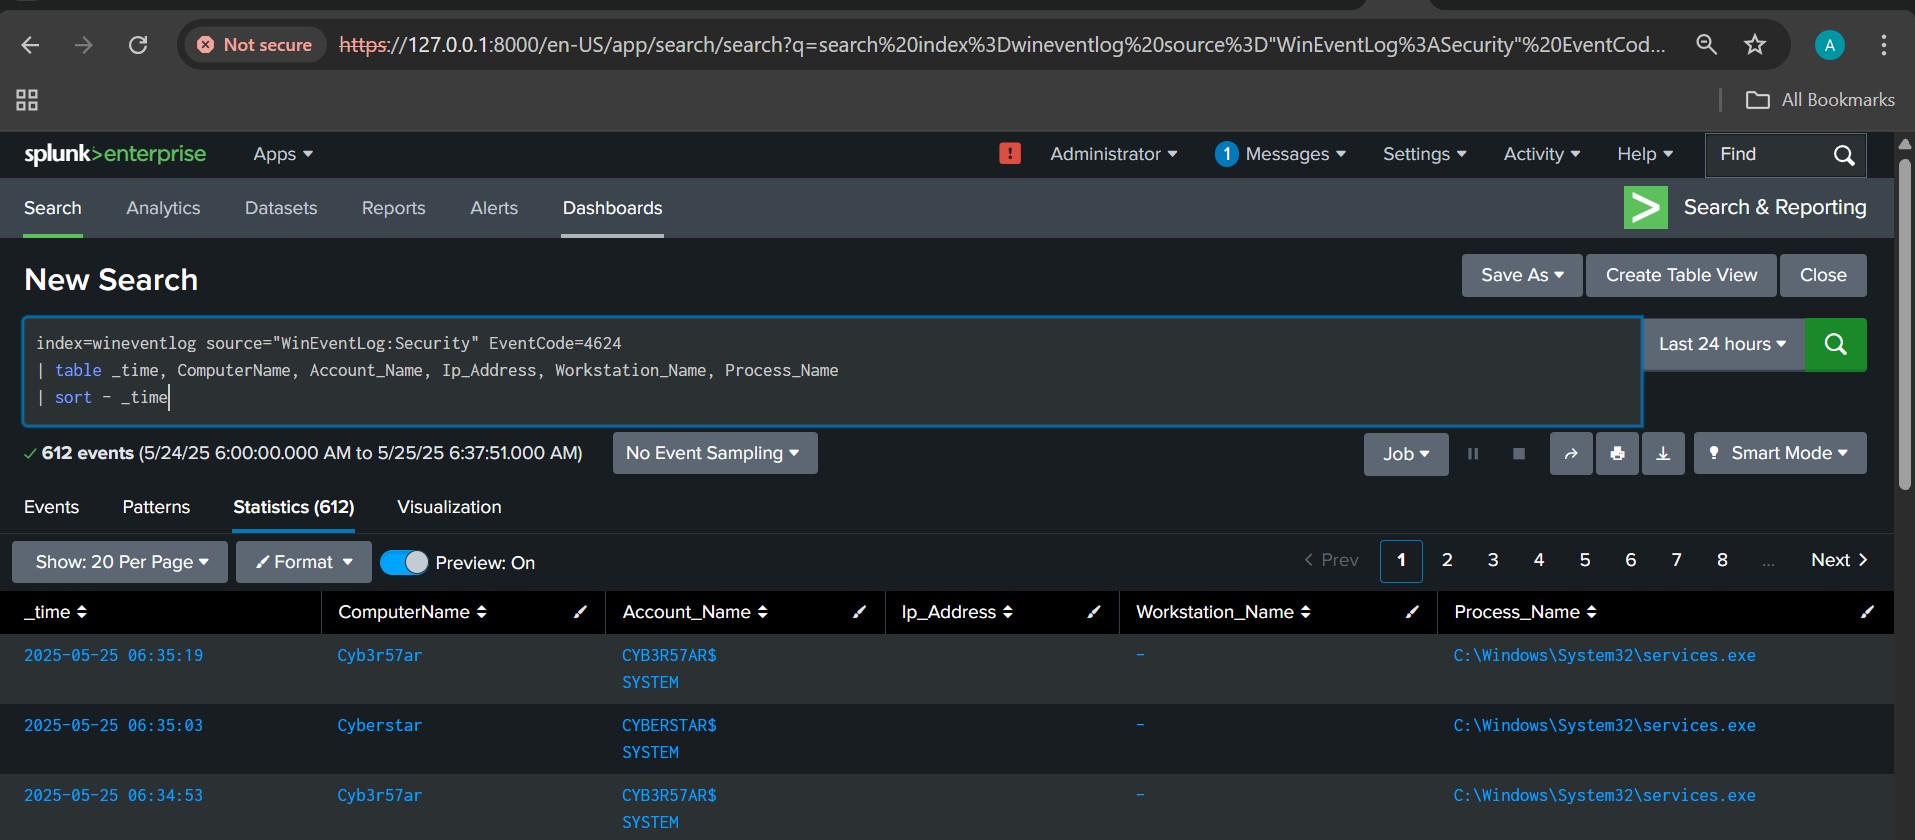 Not secure
https://127.0.0.1:8000/en-US/app/search/search?q=search%20index%3Dwineventlog%20source%3D"WinEventLog%3ASecurity"%20EventCod...
A
All Bookmarks
splunk>enterprise Apps
! Administrator 1 Messages Settings Activity Help Find
Search Analytics Datasets Reports Alerts Dashboards
> Search & Reporting
New Search
Save As Create Table View Close
index=wineventlog source="WinEventLog:Security" EventCode=4624
| table _time, ComputerName, Account_Name, Ip_Address, Workstation_Name, Process_Name
| sort - _time
Last 24 hours
612 events (5/24/25 6:00:00.000 AM to 5/25/25 6:37:51.000 AM) No Event Sampling Job Smart Mode
Events Patterns Statistics (612) Visualization
Show: 20 Per Page Format Preview: On
< Prev 1 2 3 4 5 6 7 8 ... Next >
_time ComputerName Account_Name Ip_Address Workstation_Name Process_Name
2025-05-25 06:35:19 Cyb3r57ar CYB3R57AR$ - C:\Windows\System32\services.exe
SYSTEM
2025-05-25 06:35:03 Cyberstar CYBERSTAR$ - C:\Windows\System32\services.exe
SYSTEM
2025-05-25 06:34:53 Cyb3r57ar CYB3R57AR$ - C:\Windows\System32\services.exe
SYSTEM